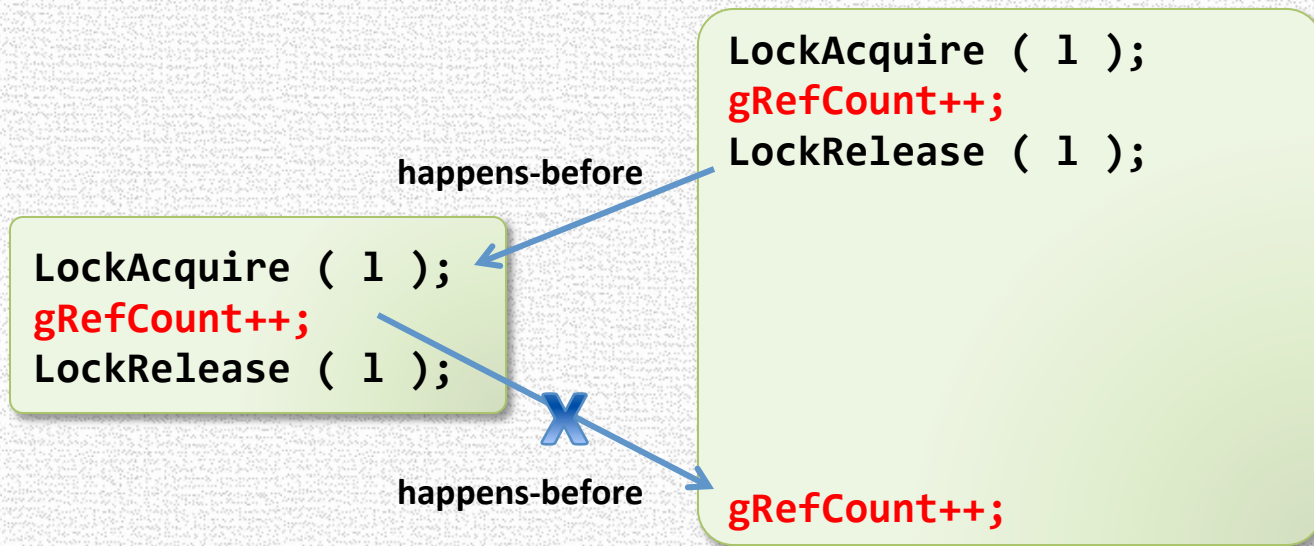 LockAcquire ( l );
gRefCount++;
LockRelease ( l );
happens-before
LockAcquire ( l );
gRefCount++;
LockRelease ( l );
X
happens-before
gRefCount++;